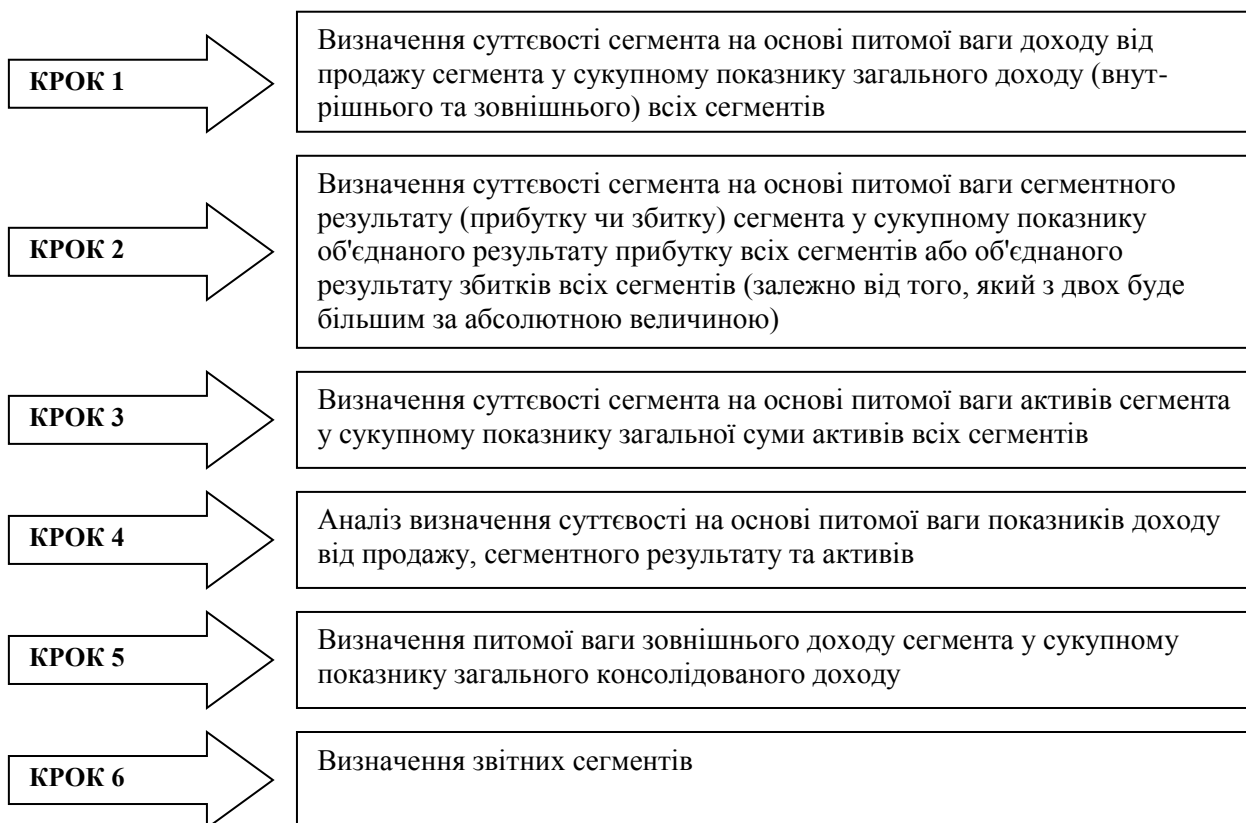 КРОК 1
Визначення суттєвості сегмента на основі питомої ваги доходу від
продажу сегмента у сукупному показнику загального доходу (внут-
рішнього та зовнішнього) всіх сегментів
КРОК 2
Визначення суттєвості сегмента на основі питомої ваги сегментного
результату (прибутку чи збитку) сегмента у сукупному показнику
об'єднаного результату прибутку всіх сегментів або об'єднаного
результату збитків всіх сегментів (залежно від того, який з двох буде
більшим за абсолютною величиною)
КРОК 3
Визначення суттєвості сегмента на основі питомої ваги активів сегмента
у сукупному показнику загальної суми активів всіх сегментів
КРОК 4
Аналіз визначення суттєвості на основі питомої ваги показників доходу
від продажу, сегментного результату та активів
КРОК 5
Визначення питомої ваги зовнішнього доходу сегмента у сукупному
показнику загального консолідованого доходу
КРОК 6
Визначення звітних сегментів